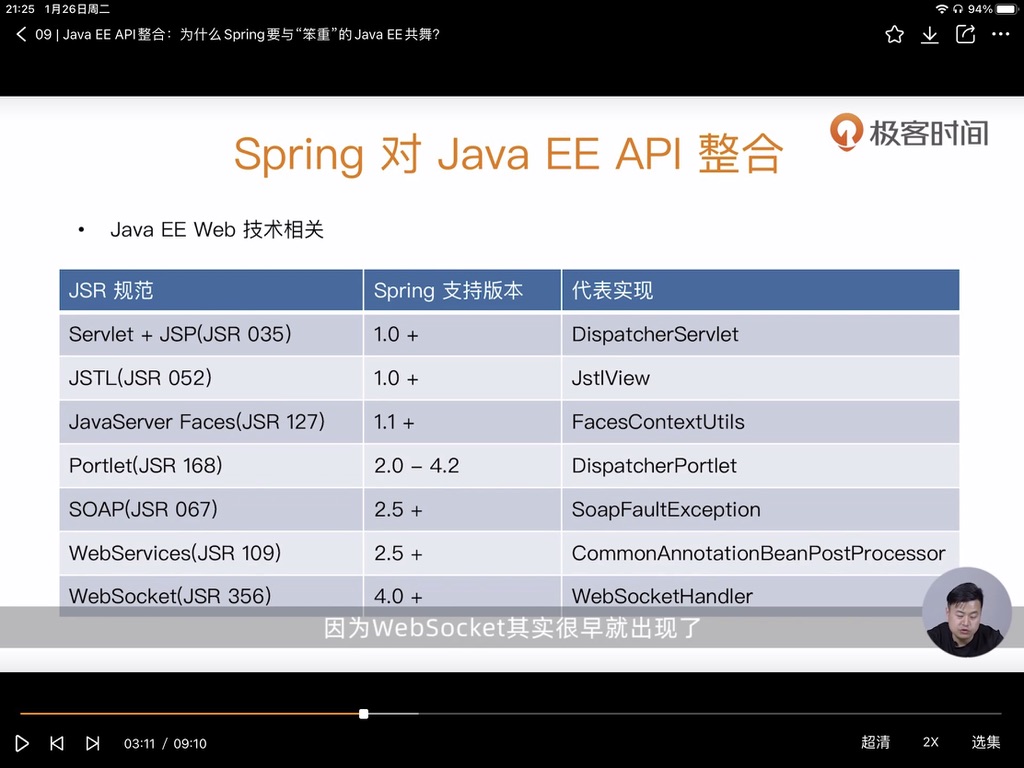 21:25 1月26日周二 94%
09 | Java EE API整合：为什么Spring要与“笨重”的Java EE共舞?
极客时间
Spring 对 Java EE API 整合
• Java EE Web 技术相关
JSR 规范 Spring 支持版本 代表实现
Servlet + JSP(JSR 035) 1.0 + DispatcherServlet
JSTL(JSR 052) 1.0 + JstlView
JavaServer Faces(JSR 127) 1.1 + FacesContextUtils
Portlet(JSR 168) 2.0 – 4.2 DispatcherPortlet
SOAP(JSR 067) 2.5 + SoapFaultException
WebServices(JSR 109) 2.5 + CommonAnnotationBeanPostProcessor
WebSocket(JSR 356) 4.0 + WebSocketHandler
因为WebSocket其实很早就出现了
03:11 / 09:10 超清 2X 选集